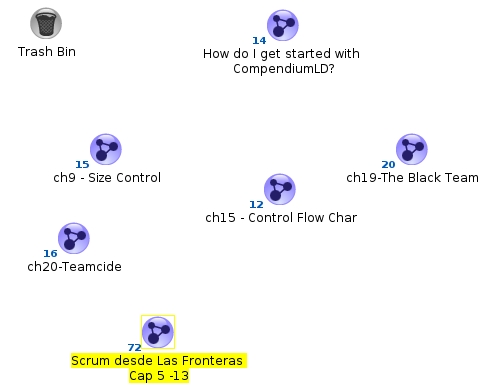 Trash Bin
14
How do I get started with
CompendiumLD?
15
ch9 - Size Control
20
ch19-The Black Team
12
ch15 - Control Flow Char
16
ch20-Teamcide
72
Scrum desde Las Fronteras
Cap 5 -13